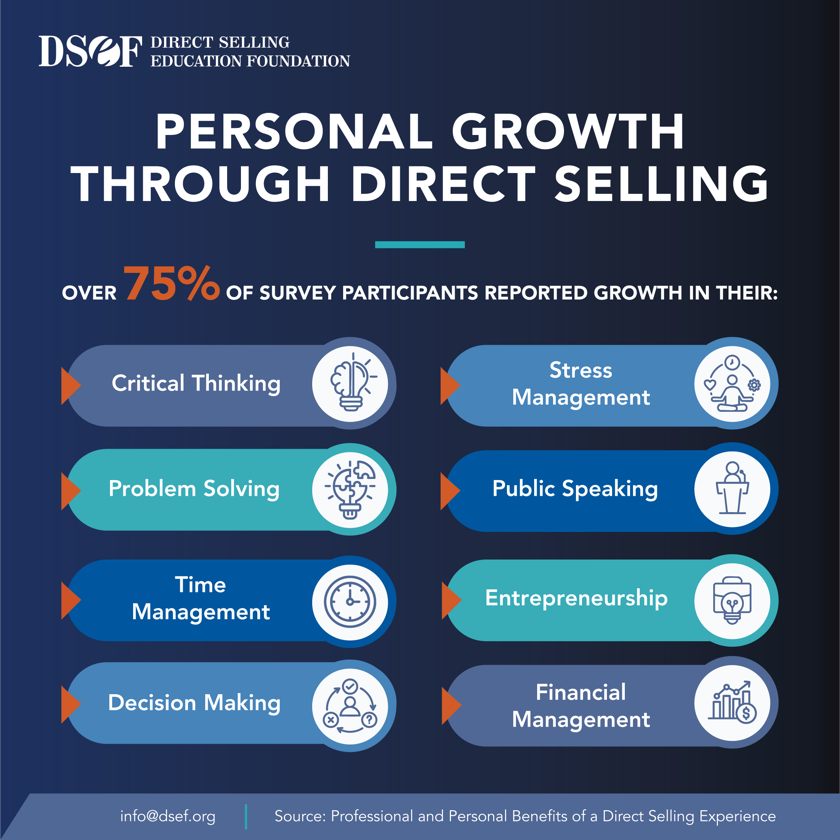 DSEF DIRECT SELLING
EDUCATION FOUNDATION
PERSONAL GROWTH
THROUGH DIRECT SELLING
OVER 75% OF SURVEY PARTICIPANTS REPORTED GROWTH IN THEIR:
Critical Thinking
Problem Solving
Time
Management
Decision Making
Stress
Management
Public Speaking
Entrepreneurship
Financial
Management
info@dsef.org
Source: Professional and Personal Benefits of a Direct Selling Experience